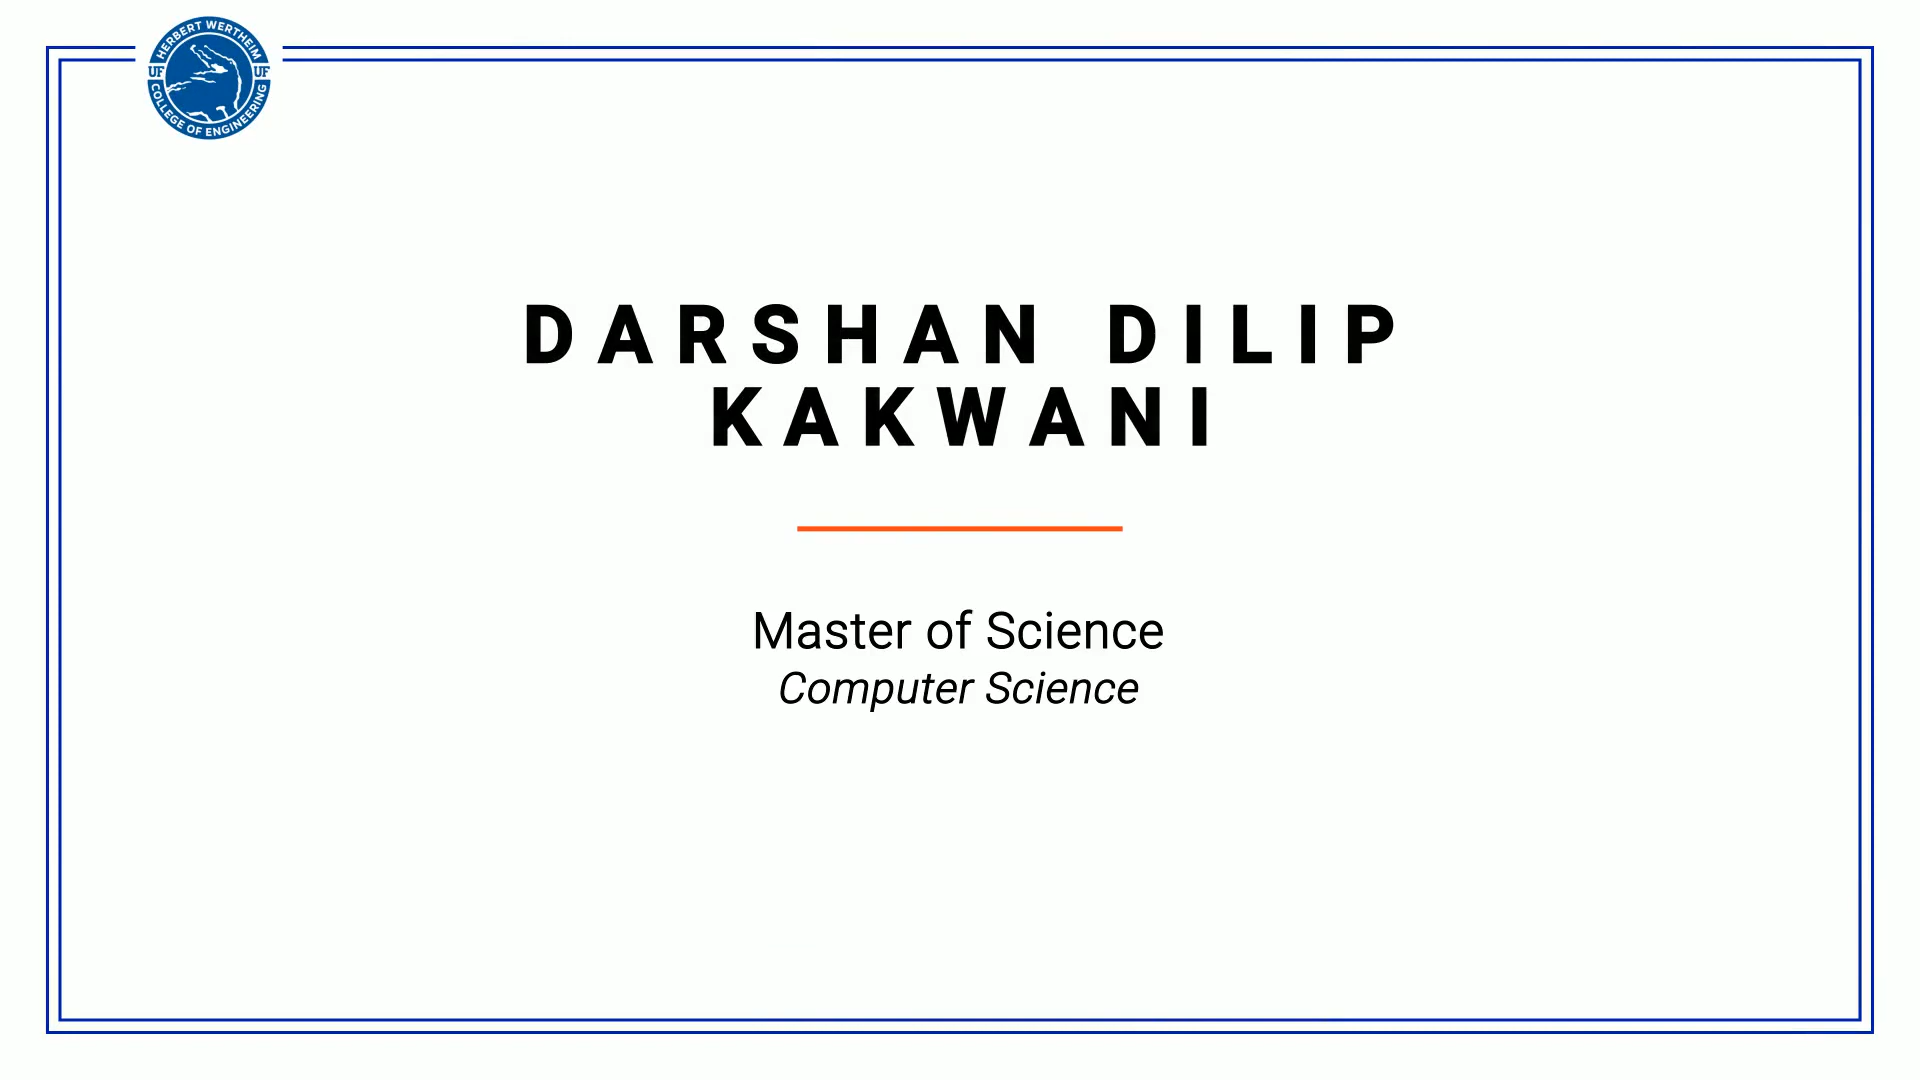 HERBERT WERTHEIM
UF UF
COLLEGE OF ENGINEERING
DARSHAN DILIP
KAKWANI
Master of Science
Computer Science